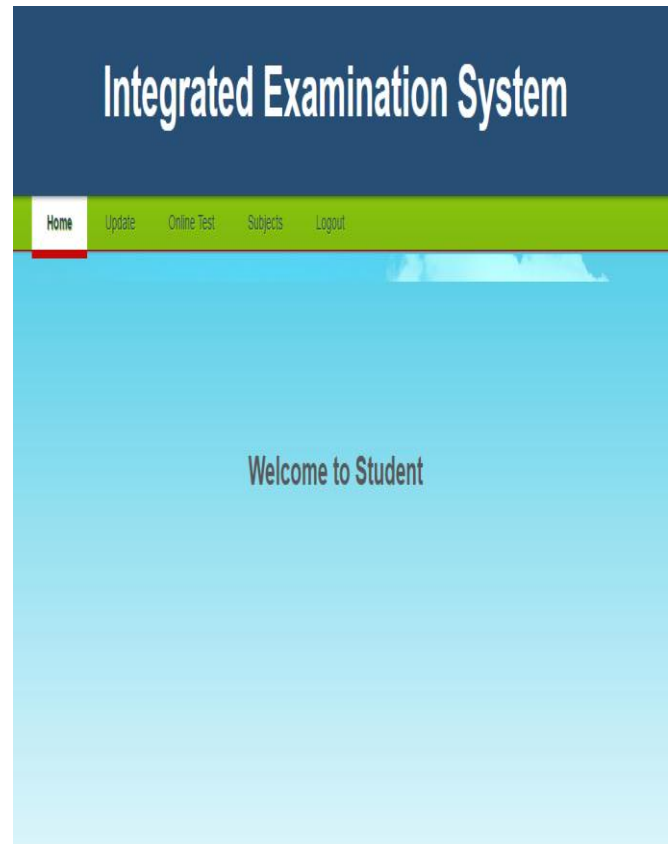 Integrated Examination System
Home Update Online Test Subjects Logout
Welcome to Student